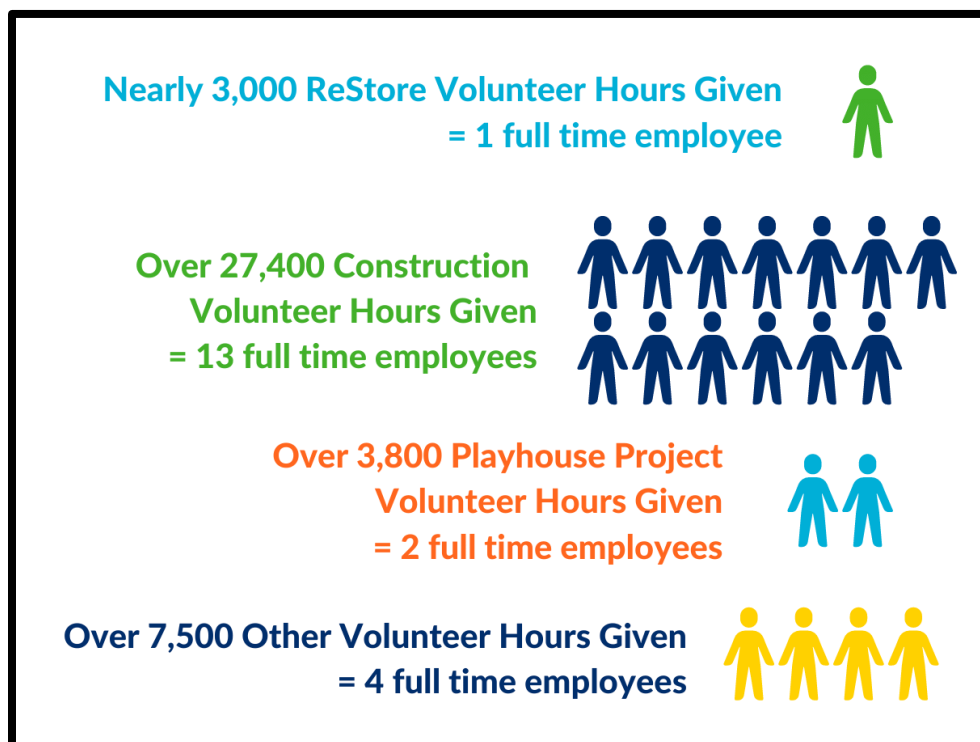 Nearly 3,000 ReStore Volunteer Hours Given
= 1 full time employee
Over 27,400 Construction
Volunteer Hours Given
= 13 full time employees
Over 3,800 Playhouse Project
Volunteer Hours Given
= 2 full time employees
Over 7,500 Other Volunteer Hours Given
= 4 full time employees